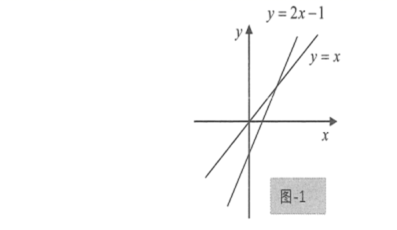 y=2x-1
y
y=x
x
图-1